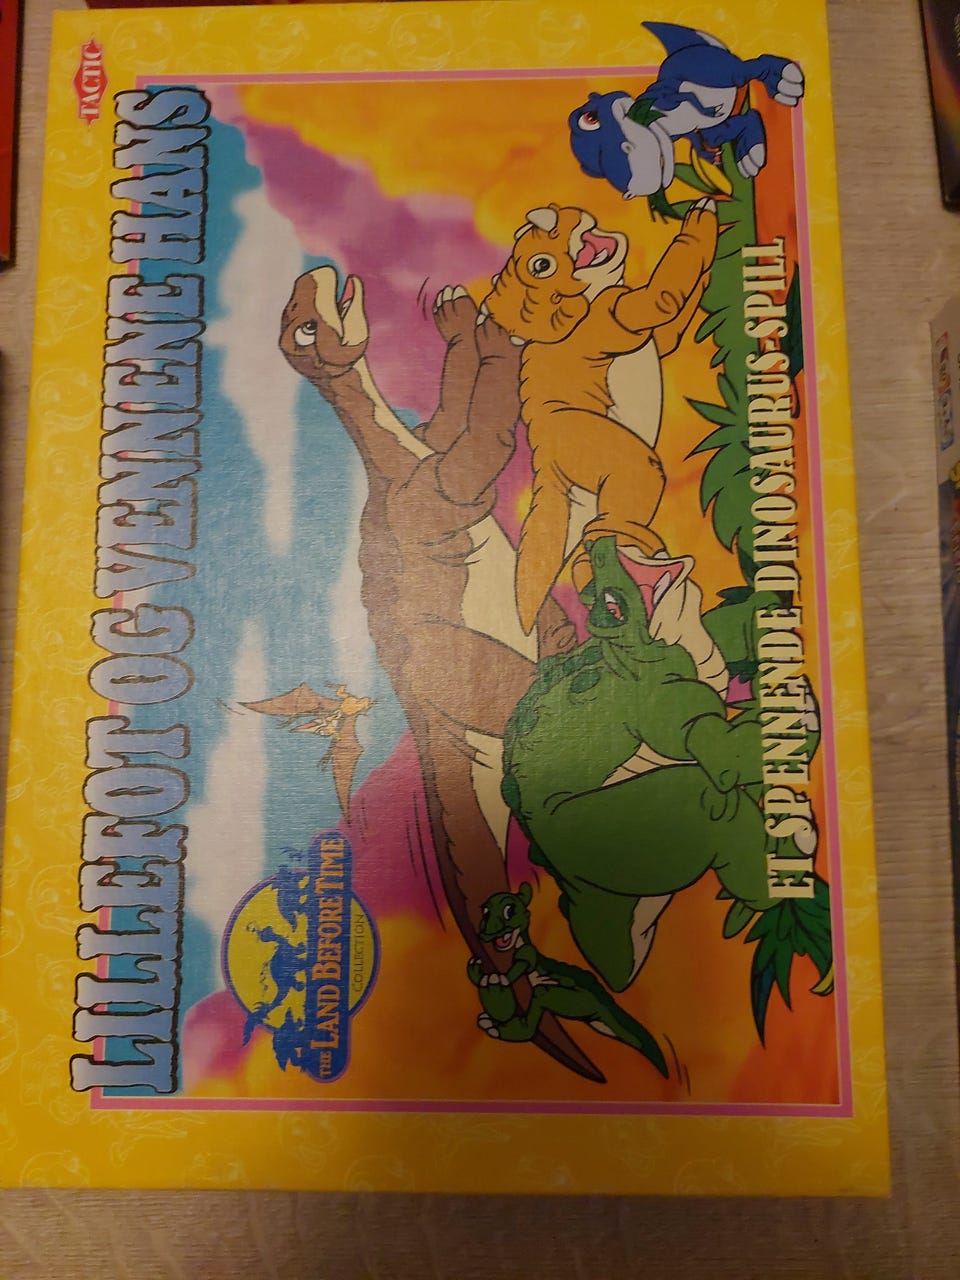 TACTIC
LILLEFOT OG VENNENE HANS
THE LAND BEFORE TIME
COLLECTION
ET SPENNENDE DINOSAURUS-SPILL